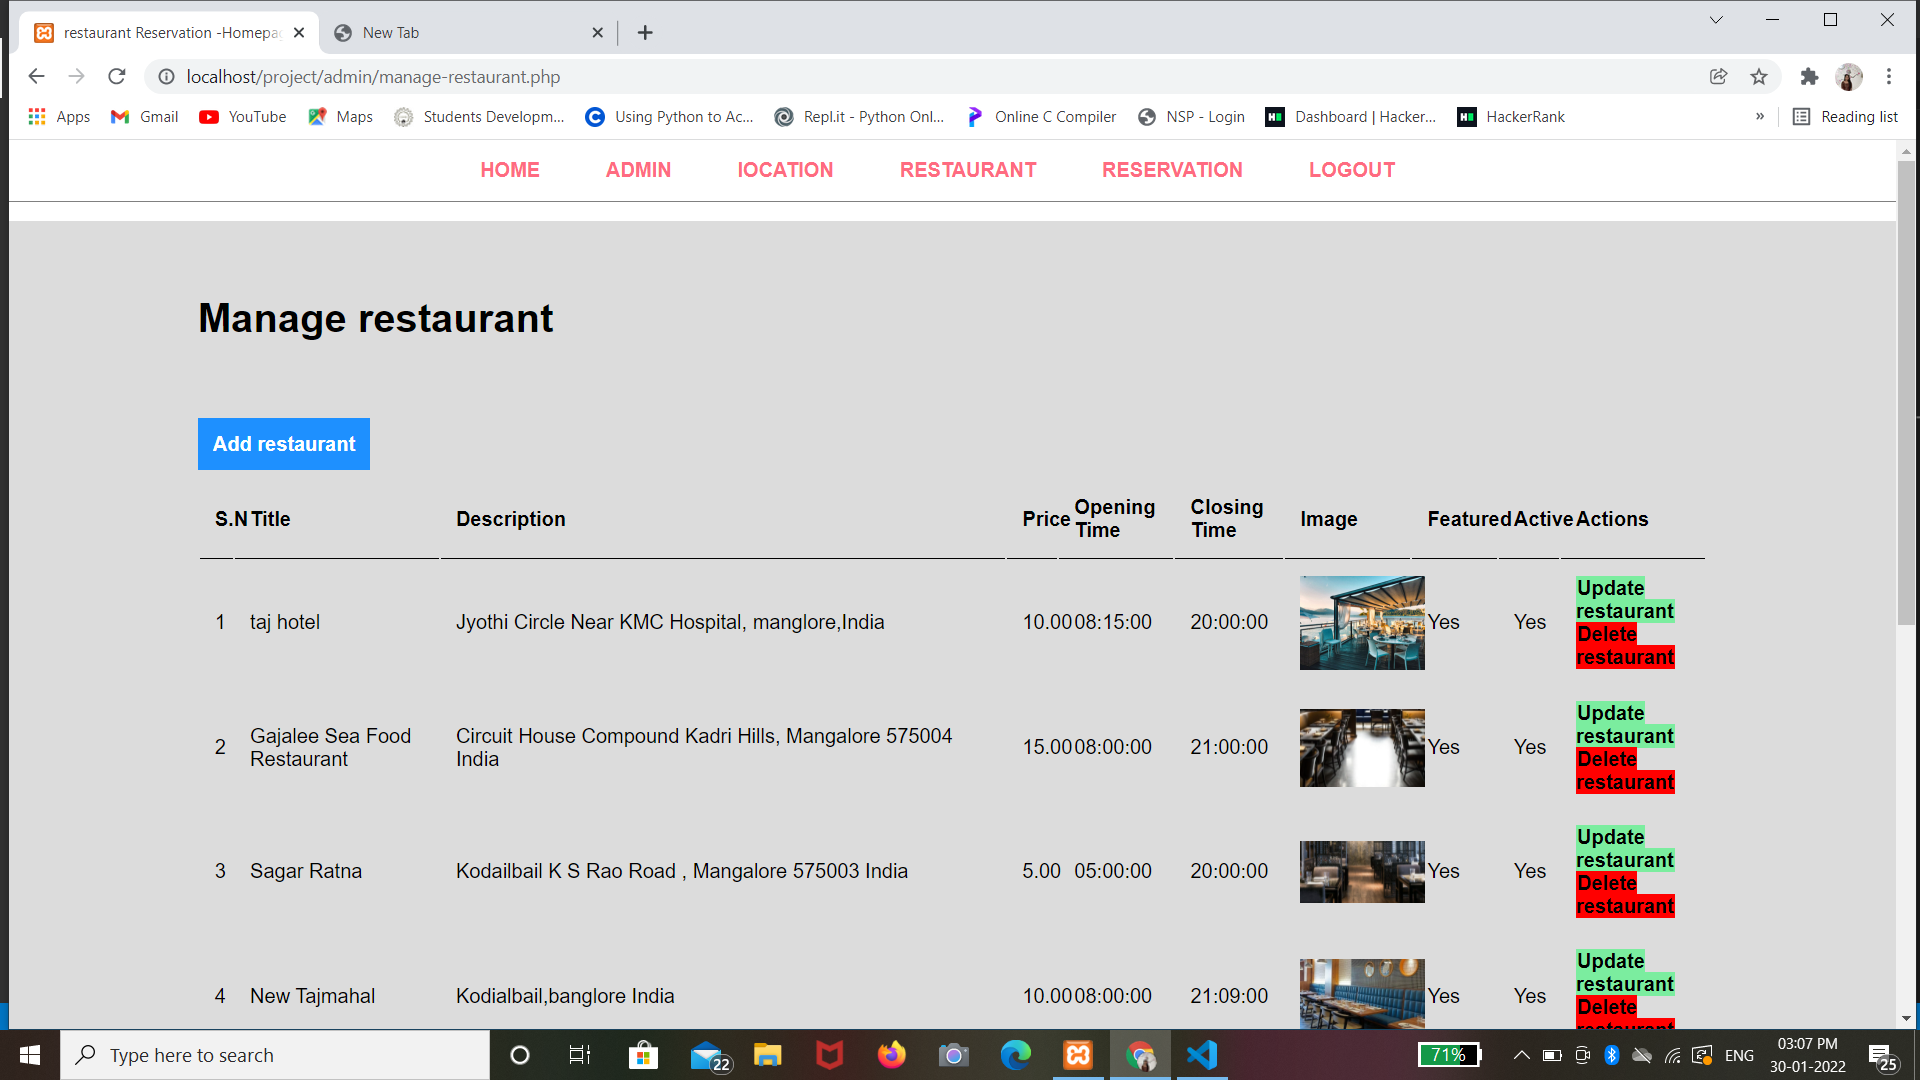 restaurant Reservation -Homepa
New Tab
localhost/project/admin/manage-restaurant.php
Apps
Gmail
YouTube
Maps
Students Developm...
Using Python to Ac...
Repl.it - Python Onl...
Online C Compiler
NSP - Login
Dashboard | Hacker...
HackerRank
»
Reading list
HOME ADMIN lOCATION RESTAURANT RESERVATION LOGOUT
Manage restaurant
Add restaurant
S.N Title Description Price Opening Time Closing Time Image Featured Active Actions
1 taj hotel Jyothi Circle Near KMC Hospital, manglore,India 10.00 08:15:00 20:00:00 Yes Yes
Update
restaurant
Delete
restaurant
2 Gajalee Sea Food Restaurant Circuit House Compound Kadri Hills, Mangalore 575004 India 15.00 08:00:00 21:00:00 Yes Yes
Update
restaurant
Delete
restaurant
3 Sagar Ratna Kodailbail K S Rao Road , Mangalore 575003 India 5.00 05:00:00 20:00:00 Yes Yes
Update
restaurant
Delete
restaurant
4 New Tajmahal Kodialbail,banglore India 10.00 08:00:00 21:09:00 Yes Yes
Update
restaurant
Delete
restaurant
Type here to search
22
71%
ENG
03:07 PM
30-01-2022
25